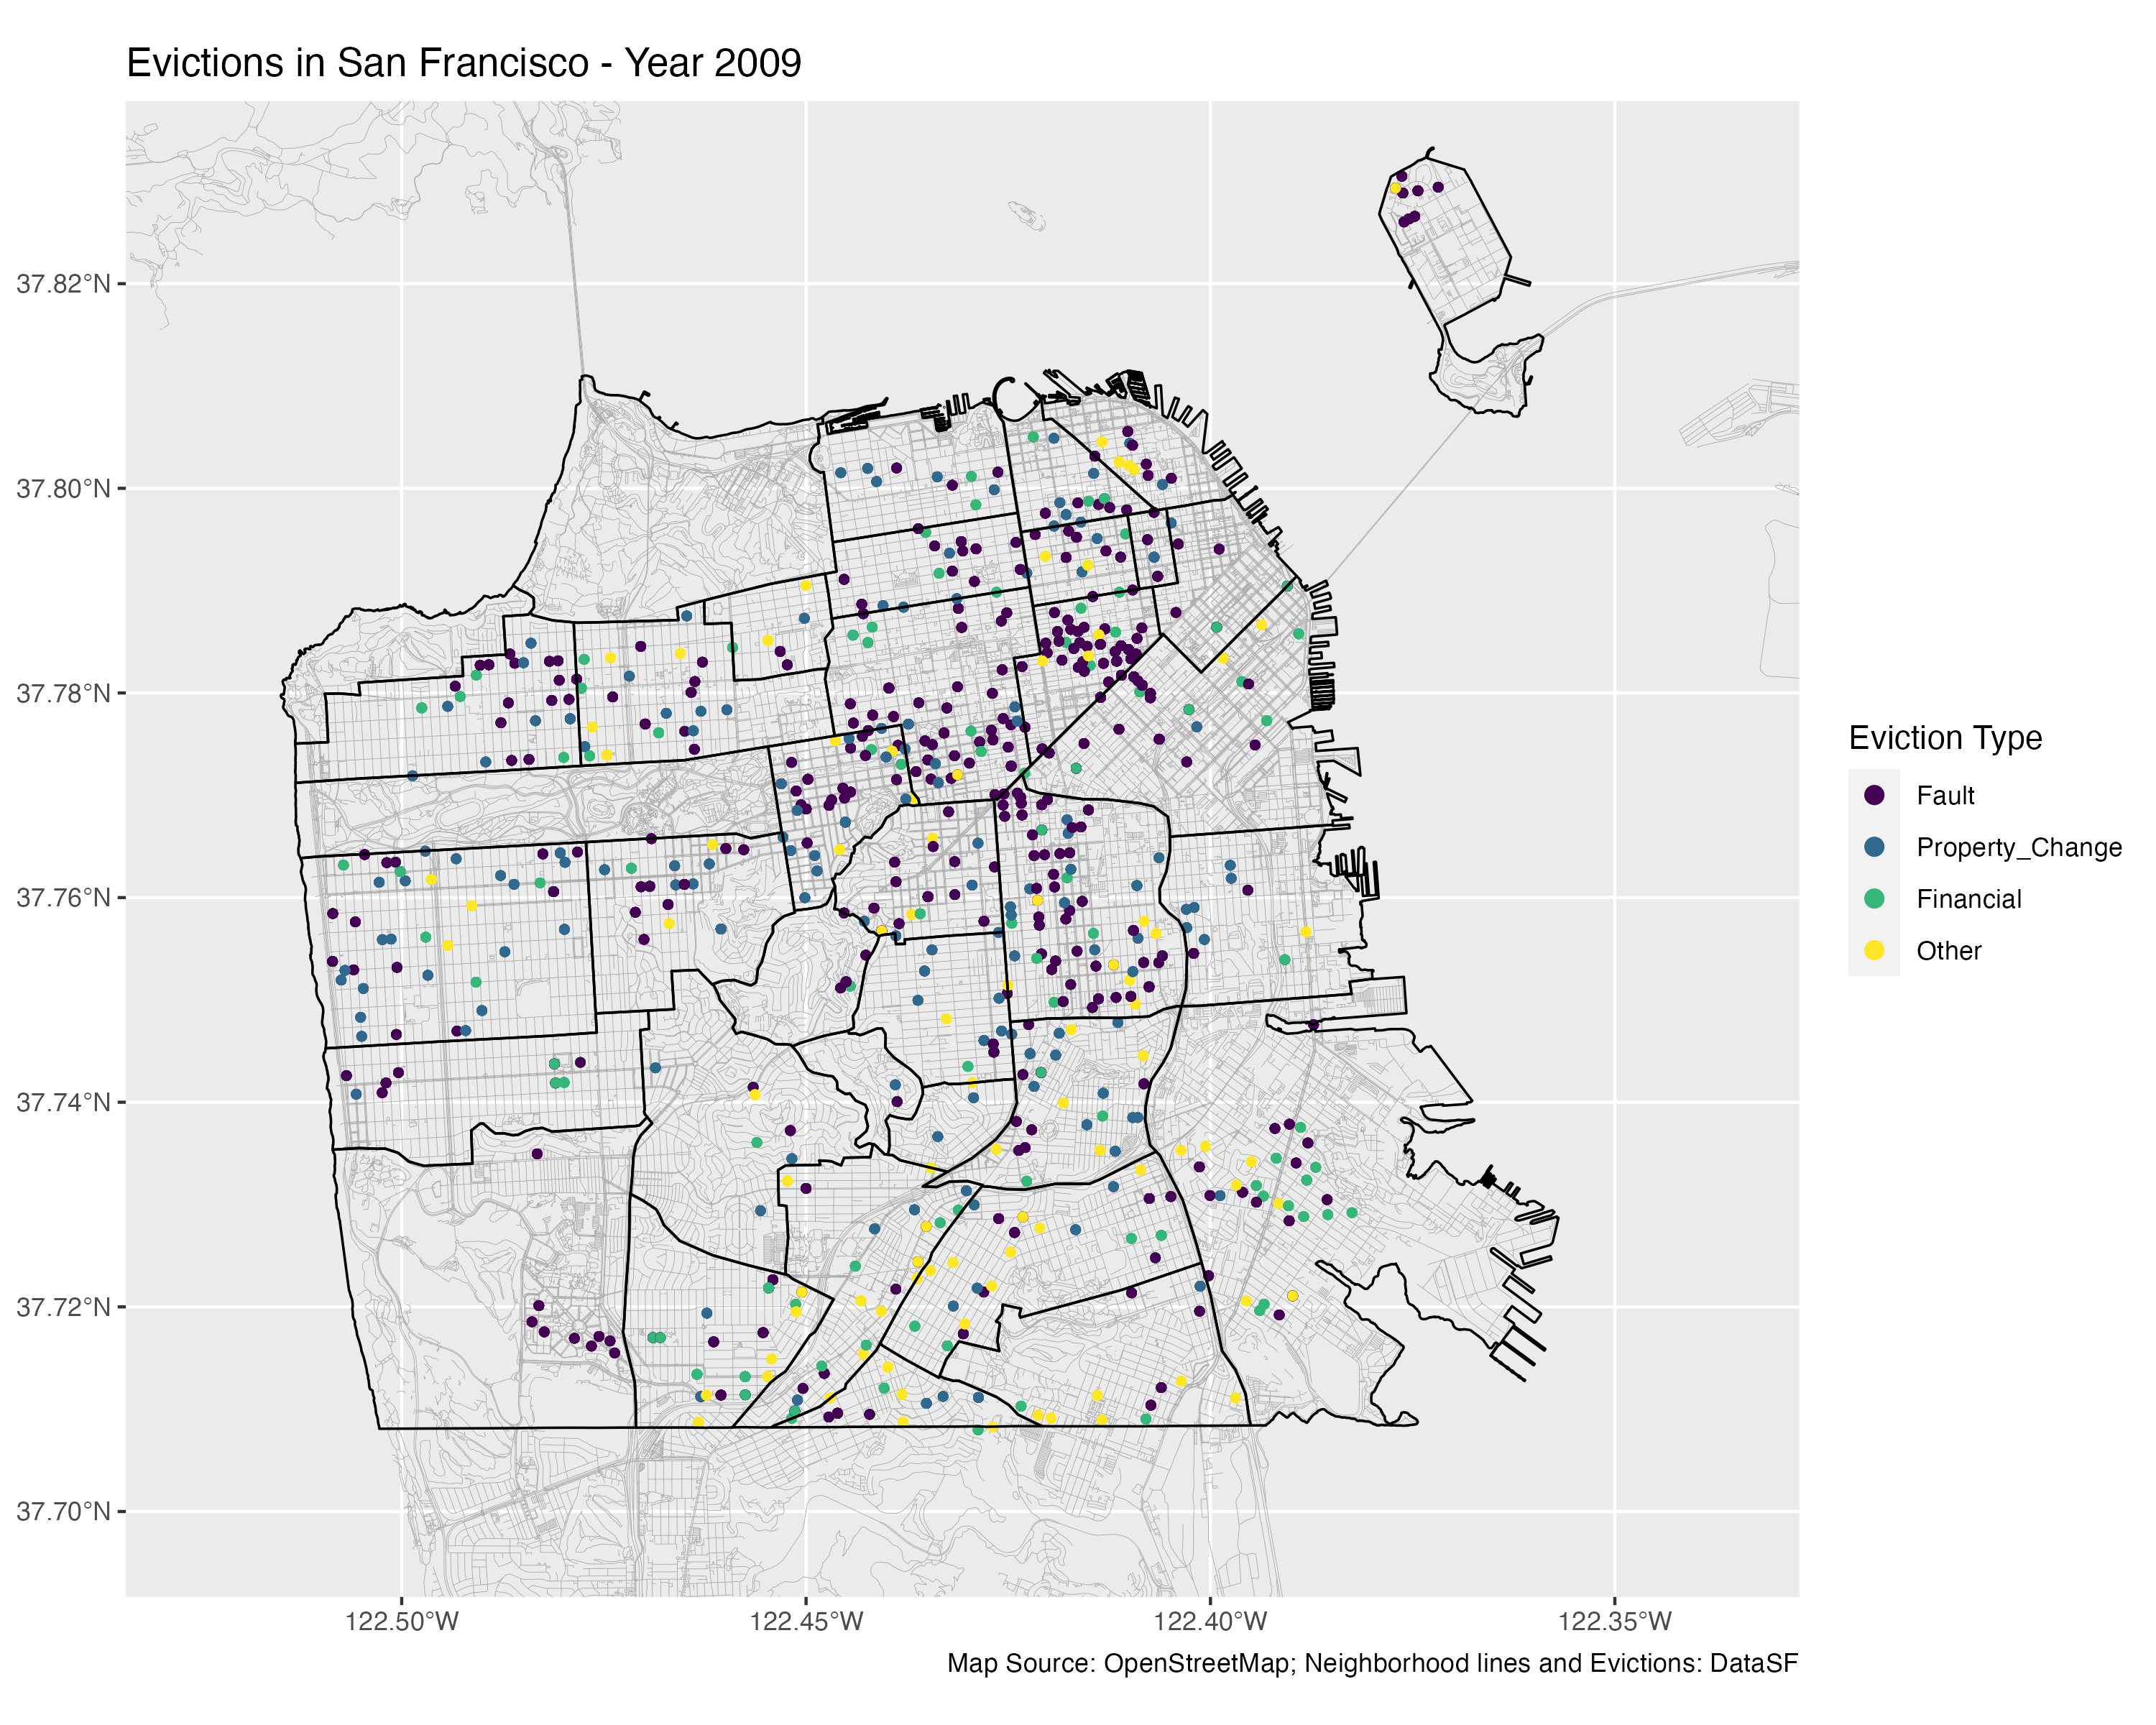 Evictions in San Francisco - Year 2009
37.82°N
37.80°N
37.78°N
37.76°N
37.74°N
37.72°N
37.70°N
122.50°W
122.45°W
122.40°W
122.35°W
Eviction Type
Fault
Property_Change
Financial
Other
Map Source: OpenStreetMap; Neighborhood lines and Evictions: DataSF